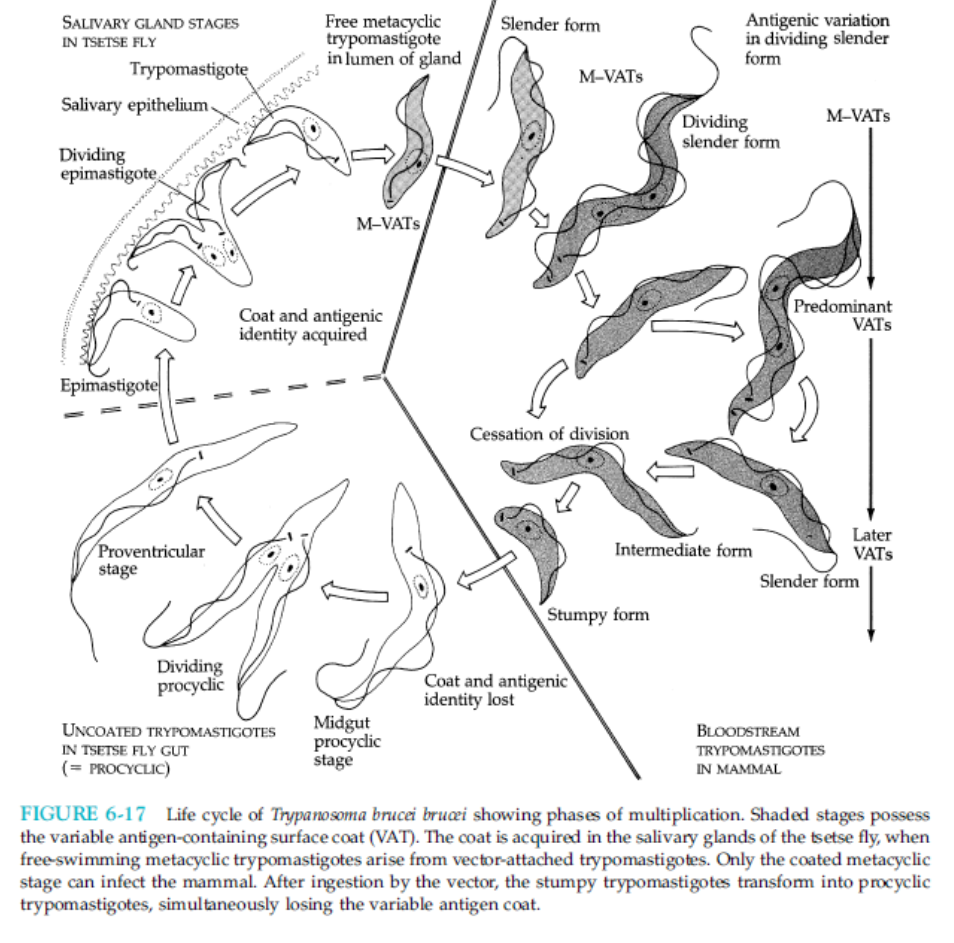 SALIVARY GLAND STAGES
IN TSETSE FLY
Trypomastigote
Salivary epithelium
Dividing
epimastigote
Epimastigote
Free metacyclic
trypomastigote
in lumen of gland
M–VATs
Coat and antigenic
identity acquired
Slender form
M–VATs
Antigenic variation
in dividing slender
form
Dividing
slender form
M–VATs
Predominant
VATs
Later
VATs
Cessation of division
Intermediate form
Slender form
Stumpy form
BLOODSTREAM
TRYPOMASTIGOTES
IN MAMMAL
Coat and antigenic
identity lost
Midgut
procyclic
stage
Dividing
procyclic
Proventricular
stage
UNCOATED TRYPOMASTIGOTES
IN TSETSE FLY GUT
(= PROCYCLIC)
FIGURE 6-17 Life cycle of Trypanosoma brucei brucei showing phases of multiplication. Shaded stages possess
the variable antigen-containing surface coat (VAT). The coat is acquired in the salivary glands of the tsetse fly, when
free-swimming metacyclic trypomastigotes arise from vector-attached trypomastigotes. Only the coated metacyclic
stage can infect the mammal. After ingestion by the vector, the stumpy trypomastigotes transform into procyclic
trypomastigotes, simultaneously losing the variable antigen coat.